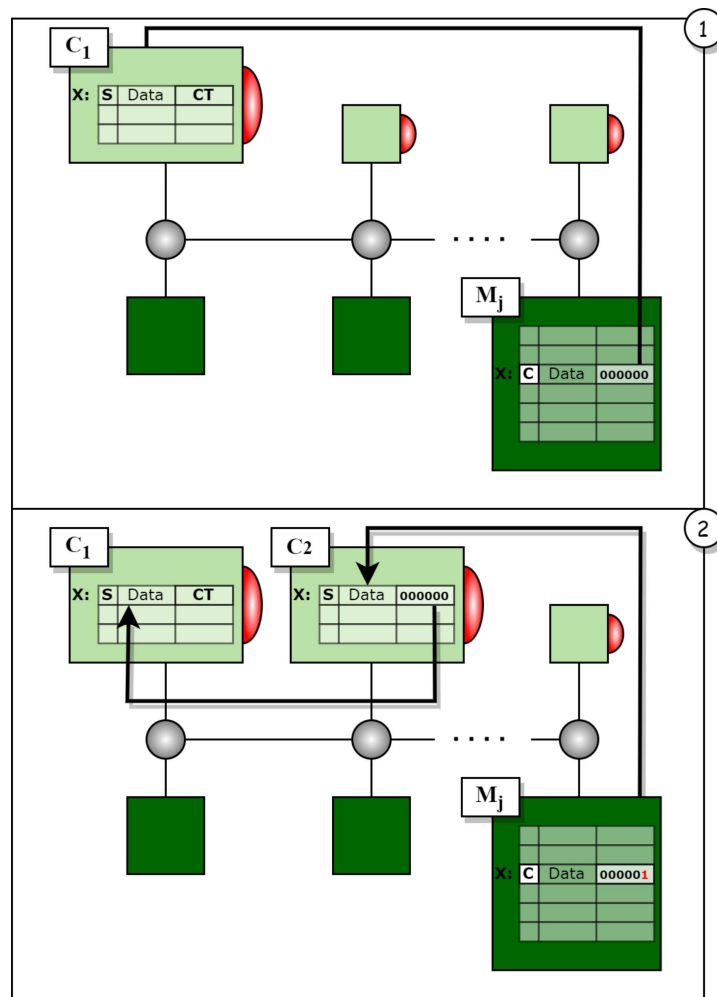 1
C1
X: S Data CT
. . . .
Mj
X: C Data 000000
2
C1 C2
X: S Data CT X: S Data 000000
. . . .
Mj
X: C Data 000001